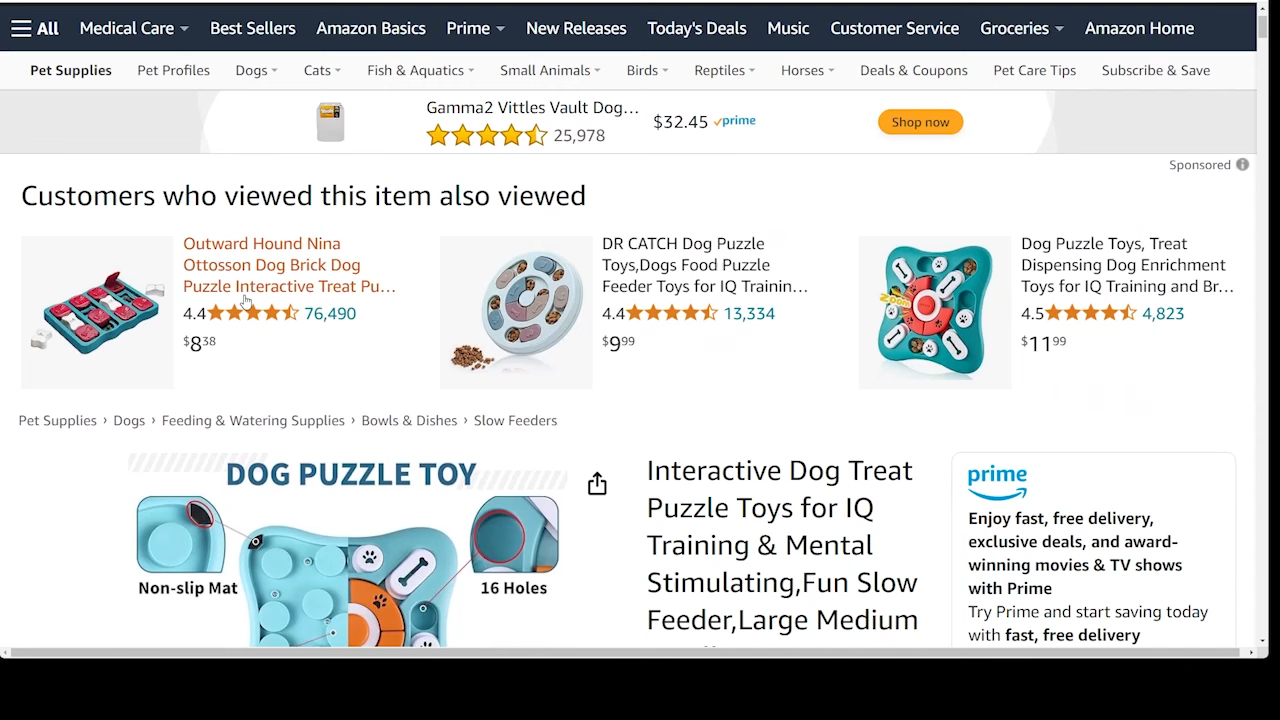 All Medical Care Best Sellers Amazon Basics Prime New Releases Today's Deals Music Customer Service Groceries Amazon Home
Pet Supplies Pet Profiles Dogs Cats Fish & Aquatics Small Animals Birds Reptiles Horses Deals & Coupons Pet Care Tips Subscribe & Save
Gamma2 Vittles Vault Dog...
$32.45 prime
Shop now
25,978
Sponsored
Customers who viewed this item also viewed
Outward Hound Nina
Ottosson Dog Brick Dog
Puzzle Interactive Treat Pu...
4.4 76,490
$8 38
DR CATCH Dog Puzzle
Toys,Dogs Food Puzzle
Feeder Toys for IQ Trainin...
4.4 13,334
$9 99
ZOOM
Dog Puzzle Toys, Treat
Dispensing Dog Enrichment
Toys for IQ Training and Br...
4.5 4,823
$11 99
Pet Supplies › Dogs › Feeding & Watering Supplies › Bowls & Dishes › Slow Feeders
DOG PUZZLE TOY
Non-slip Mat
16 Holes
Interactive Dog Treat
Puzzle Toys for IQ
Training & Mental
Stimulating,Fun Slow
Feeder,Large Medium
prime
Enjoy fast, free delivery,
exclusive deals, and award-
winning movies & TV shows
with Prime
Try Prime and start saving today
with fast, free delivery